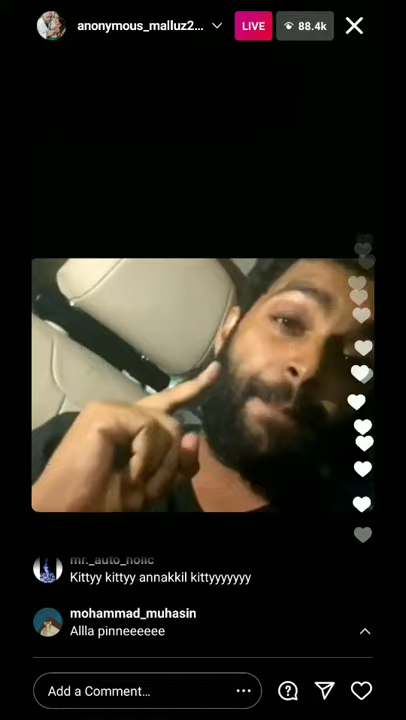 anonymous_malluz2...
LIVE
88.4k
mr._auto_holic
Kittyy kittyy annakkil kittyyyyyyy
mohammad_muhasin
Allla pinneeeeee
Add a Comment...